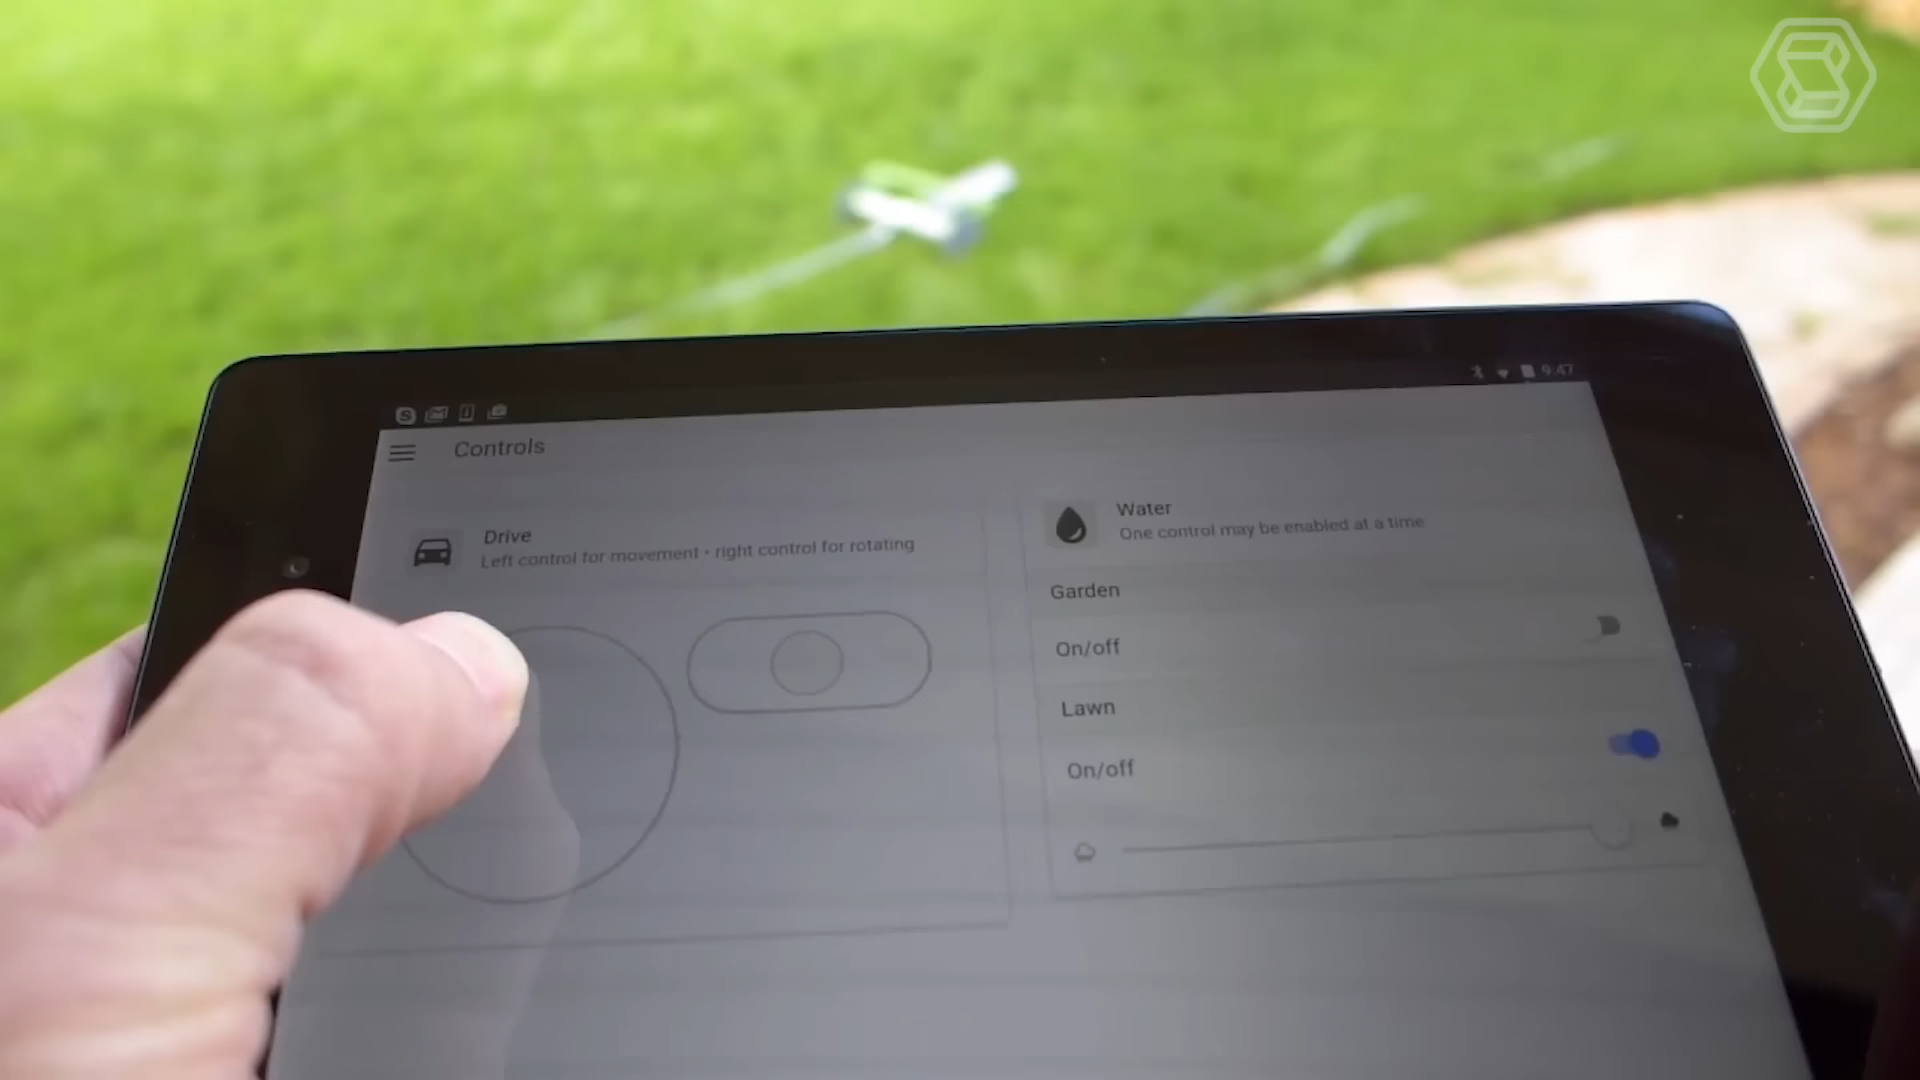 9:47
Controls
Drive
Left control for movement • right control for rotating
Water
One control may be enabled at a time
Garden
On/off
Lawn
On/off